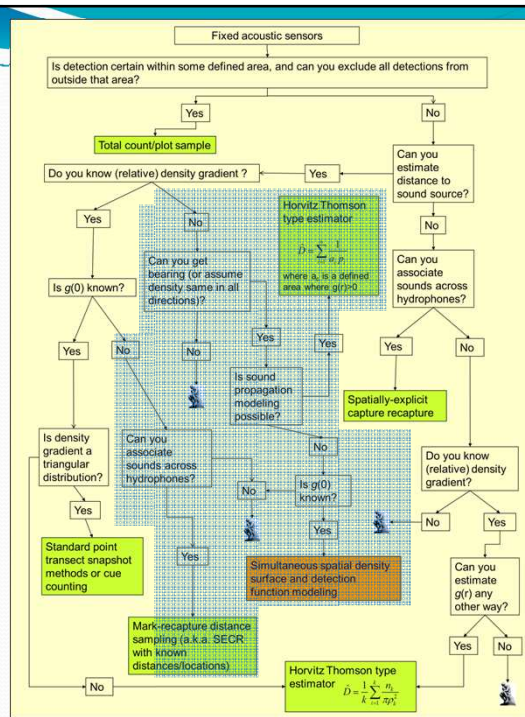 Fixed acoustic sensors
Is detection certain within some defined area, and can you exclude all detections from
outside that area?
Yes
No
Total count/plot sample
Can you
estimate
distance to
sound source?
Yes
Do you know (relative) density gradient ?
Yes
No
No
Horvitz Thomson
type estimator
D̂ = ∑ 1
where a
is a defined
area where g(r)>0
Can you get
bearing (or assume
density same in all
directions)?
Can you
associate
sounds across
hydrophones?
Is g(0) known?
Yes
No
No
Yes
Yes
Yes
No
Is sound
propagation
modeling
possible?
Spatially-explicit
capture recapture
Is density
gradient a
triangular
distribution?
Can you
associate
sounds across
hydrophones?
No
No
Is g(0)
known?
Do you know
(relative) density
gradient?
Yes
Yes
Yes
No
Yes
Standard point
transect snapshot
methods or cue
counting
Simultaneous spatial density
surface and detection
function modeling
Can you
estimate
g(r) any
other way?
Mark-recapture distance
sampling (a.k.a. SECR
with known
distances/locations)
Yes
No
No
Horvitz Thomson type
estimator